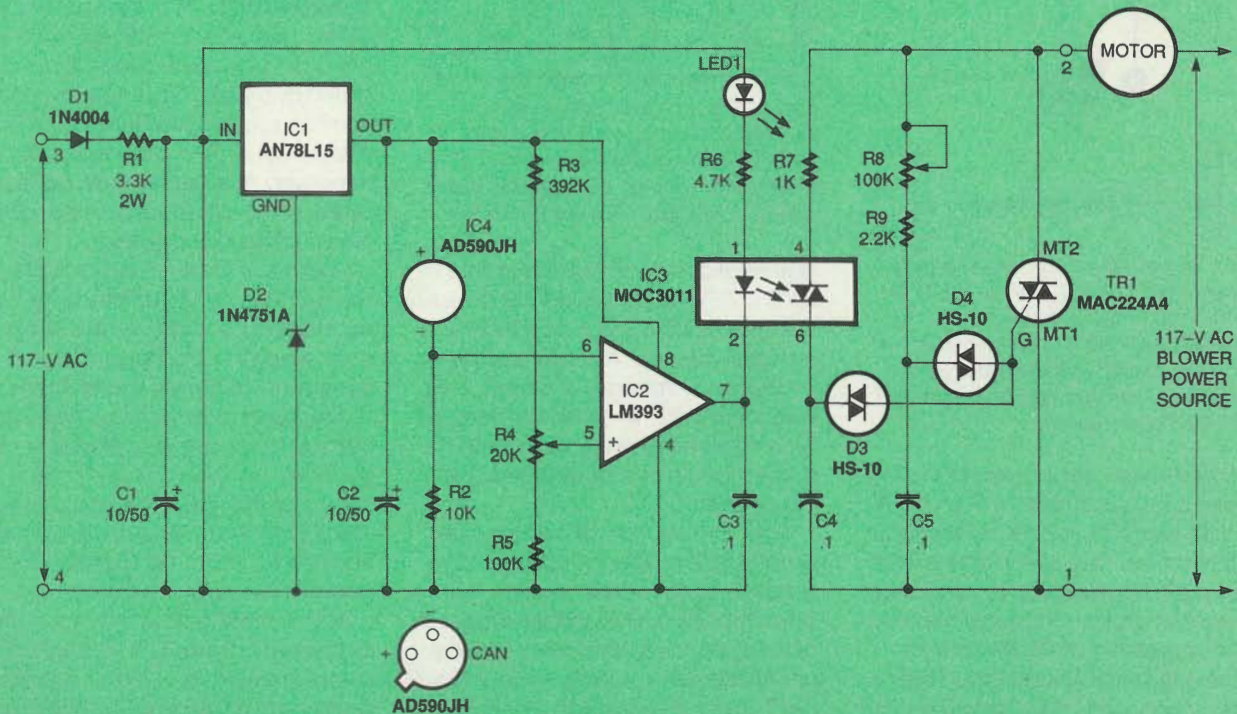 MOTOR
2
LED1
D1
1N4004
3
R1
3.3K
2W
IN
IC1
AN78L15
OUT
GND
R3
392K
R6
4.7K
R7
1K
R8
100K
R9
2.2K
IC4
AD590JH
+
−
D2
1N4751A
1
4
IC3
MOC3011
2
6
MT2
TR1
MAC224A4
MT1
G
D4
HS-10
117–V AC
117–V AC
BLOWER
POWER
SOURCE
6
−
8
IC2
LM393
7
5
+
4
R4
20K
D3
HS-10
C1
10/50
+
C2
10/50
+
R2
10K
R5
100K
C3
.1
C4
.1
C5
.1
4
1
−
+
CAN
AD590JH